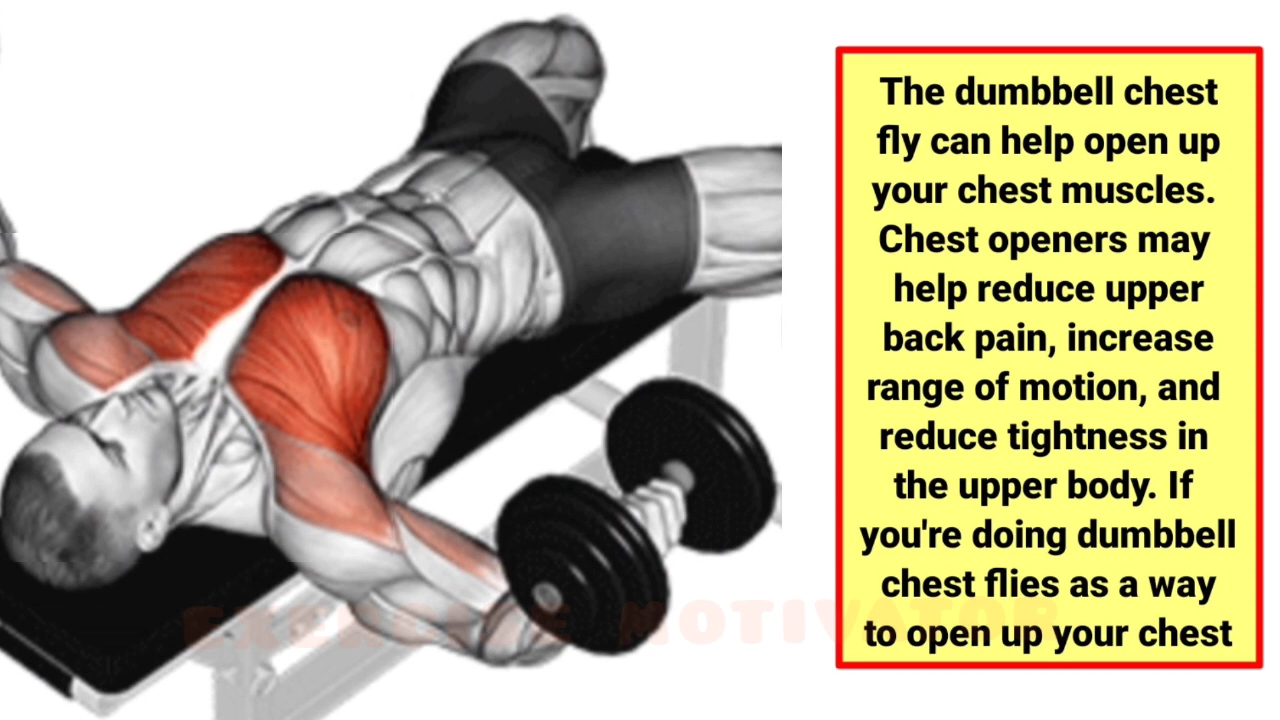 The dumbbell chest
fly can help open up
your chest muscles.
Chest openers may
help reduce upper
back pain, increase
range of motion, and
reduce tightness in
the upper body. If
you're doing dumbbell
chest flies as a way
to open up your chest
EXERCISE MOTIVATOR